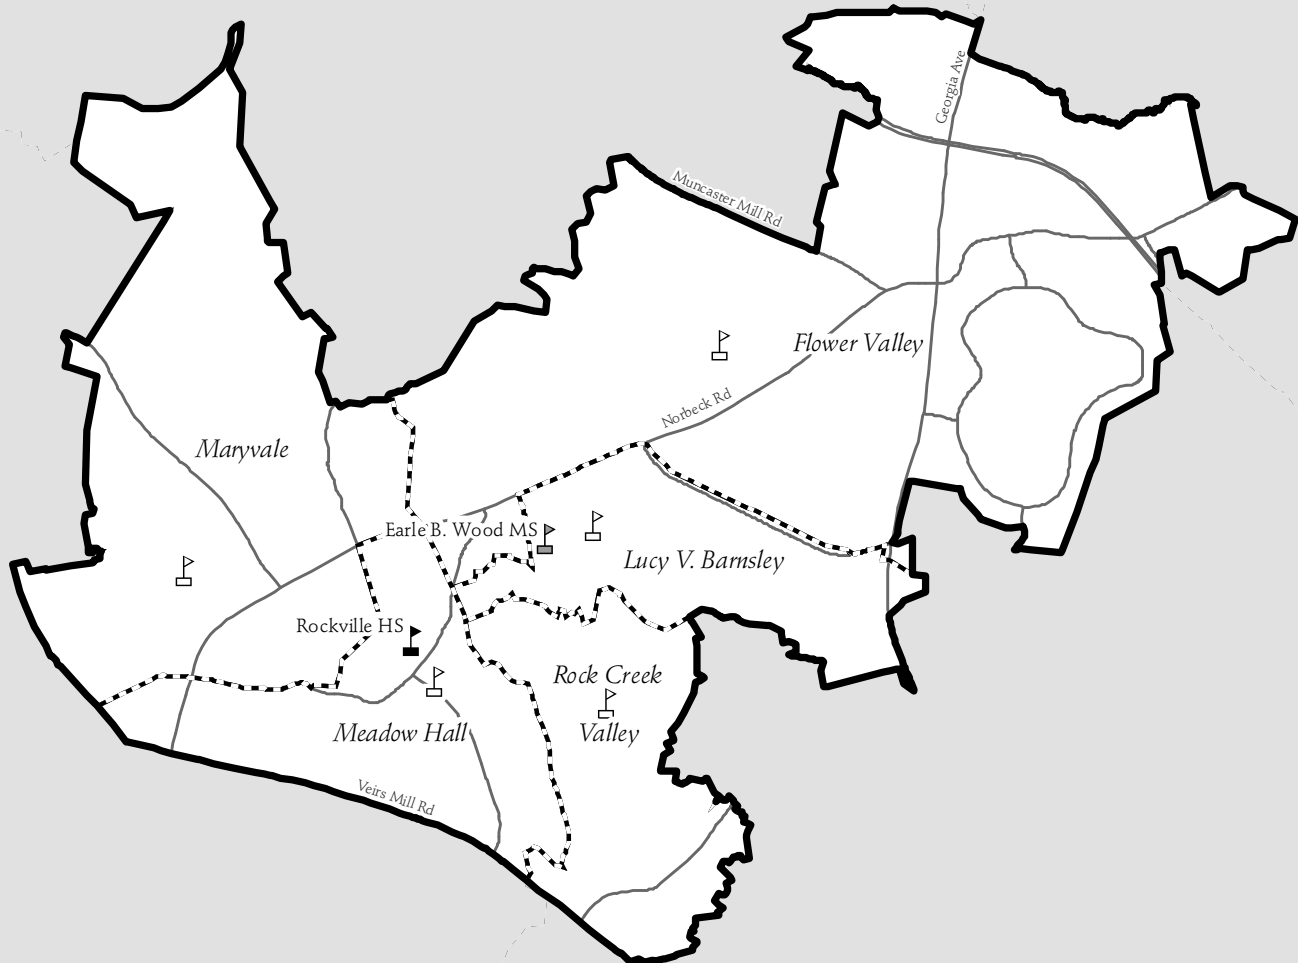 Georgia Ave
Muncaster Mill Rd
Flower Valley
Norbeck Rd
Maryvale
Earle B. Wood MS
Lucy V. Barnsley
Rockville HS
Rock Creek
Valley
Meadow Hall
Veirs Mill Rd